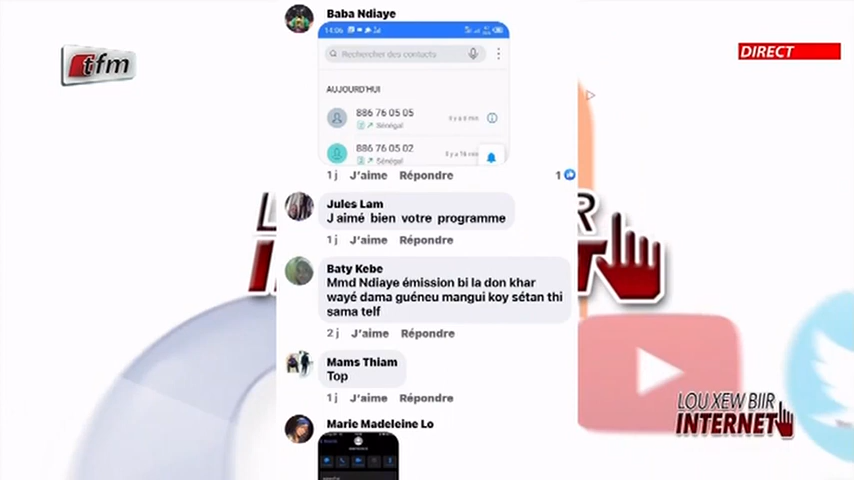 Baba Ndiaye
14:06
Rechercher des contacts
AUJOURD'HUI
886 76 05 05
Sénégal
886 76 05 02
Il y a 16 min
Sénégal
1 j J'aime Répondre 1
Jules Lam
J aimé bien votre programme
1 j J'aime Répondre
Baty Kebe
Mmd Ndiaye émission bi la don khar
wayé dama guéneu mangui koy sétan thi
sama telf
2 j J'aime Répondre
Mams Thiam
Top
1 j J'aime Répondre
Marie Madeleine Lo
tfm
DIRECT
LOU XEW BIIR
INTERNET